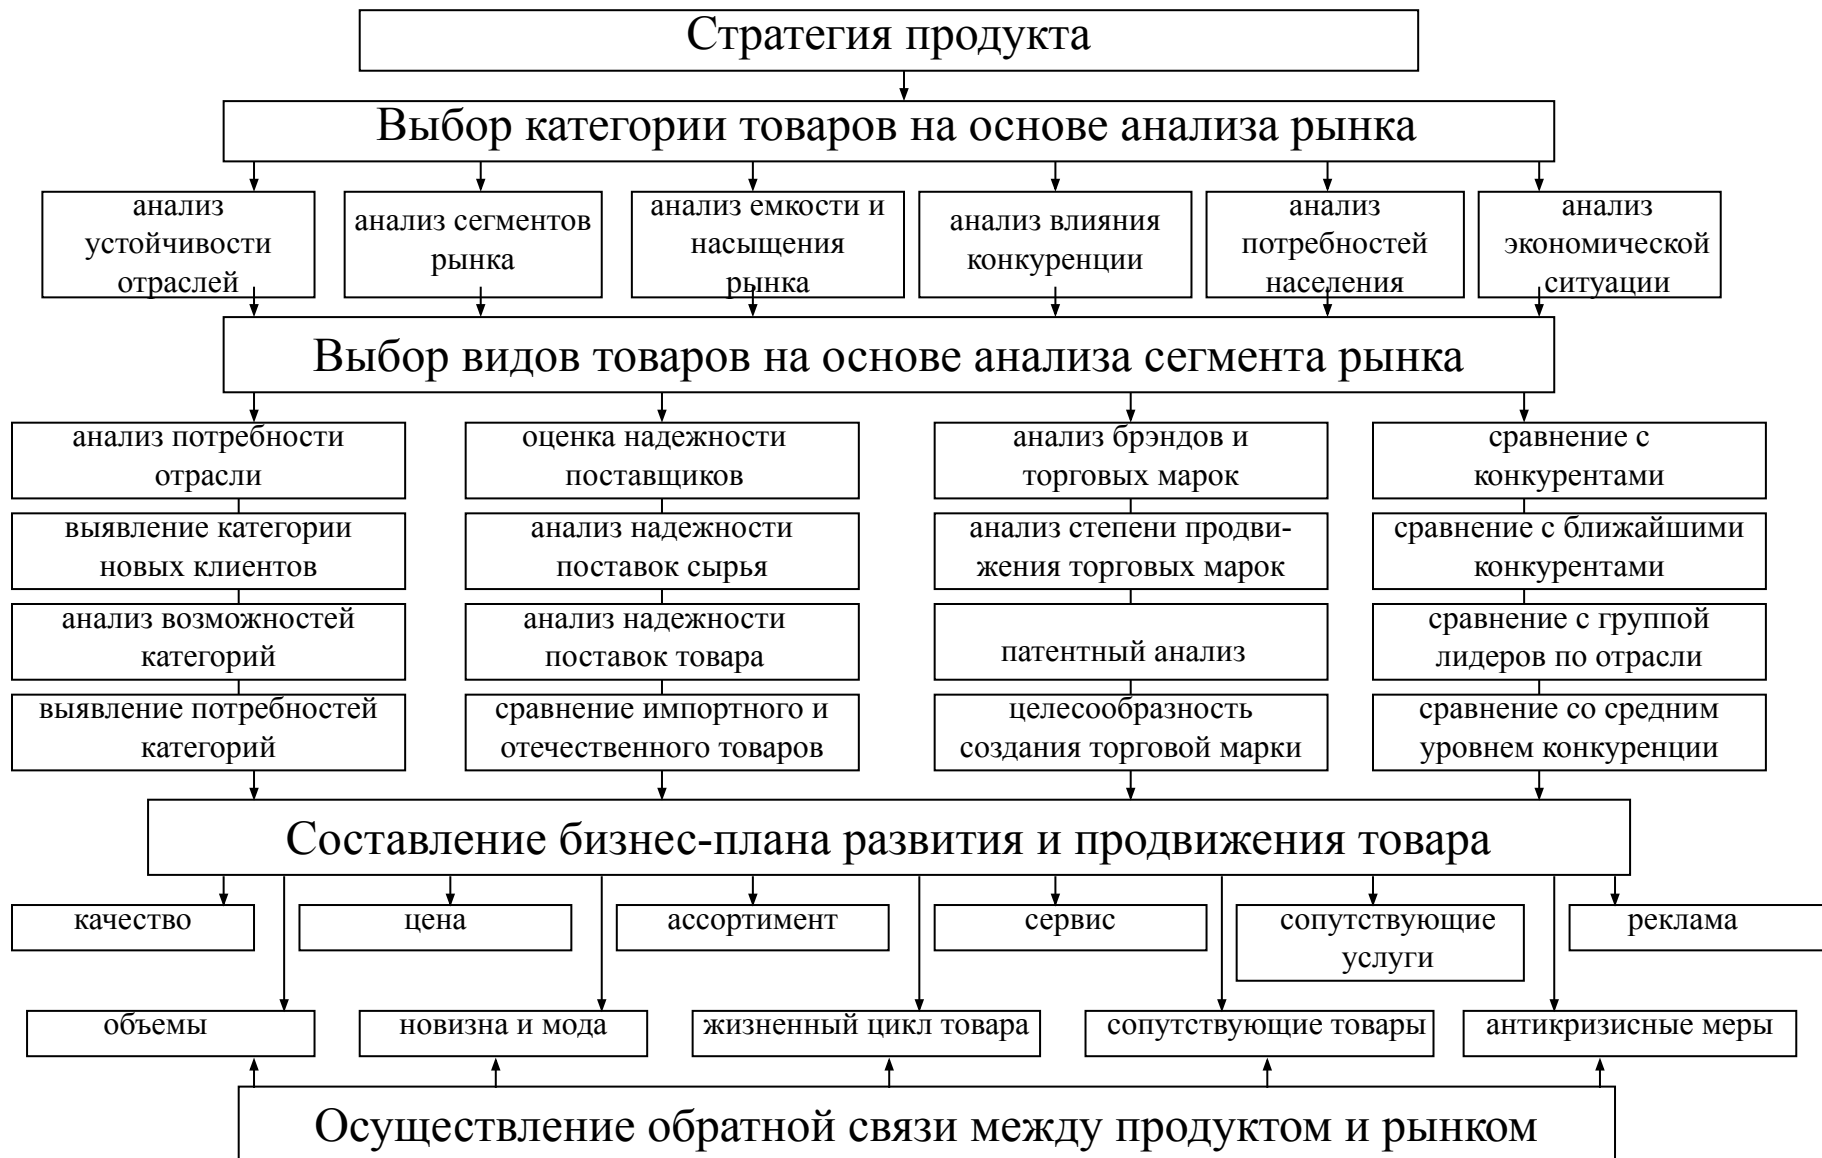 Стратегия продукта
Выбор категории товаров на основе анализа рынка
анализ
устойчивости
отраслей
анализ сегментов
рынка
анализ емкости и
насыщения
рынка
анализ влияния
конкуренции
анализ
потребностей
населения
анализ
экономической
ситуации
Выбор видов товаров на основе анализа сегмента рынка
анализ потребности
отрасли
оценка надежности
поставщиков
анализ брэндов и
торговых марок
сравнение с
конкурентами
выявление категории
новых клиентов
анализ надежности
поставок сырья
анализ степени продви-
жения торговых марок
сравнение с ближайшими
конкурентами
анализ возможностей
категорий
анализ надежности
поставок товара
патентный анализ
сравнение с группой
лидеров по отрасли
выявление потребностей
категорий
сравнение импортного и
отечественного товаров
целесообразность
создания торговой марки
сравнение со средним
уровнем конкуренции
Составление бизнес-плана развития и продвижения товара
качество
цена
ассортимент
сервис
сопутствующие
услуги
реклама
объемы
новизна и мода
жизненный цикл товара
сопутствующие товары
антикризисные меры
Осуществление обратной связи между продуктом и рынком